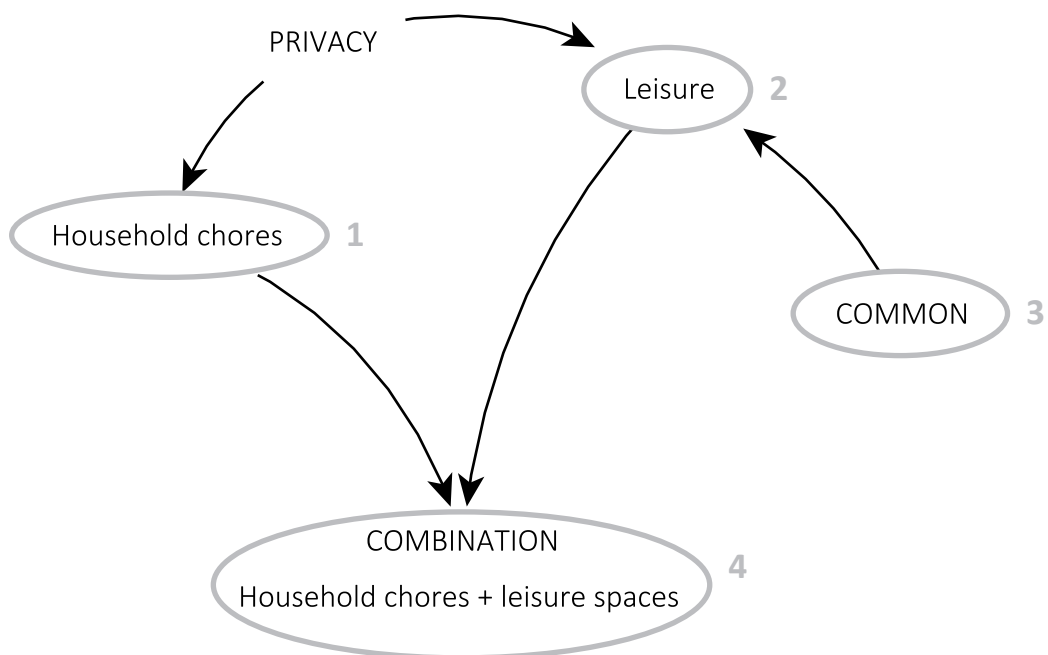 PRIVACY
Leisure 2
Household chores 1
COMMON 3
COMBINATION
Household chores + leisure spaces
4